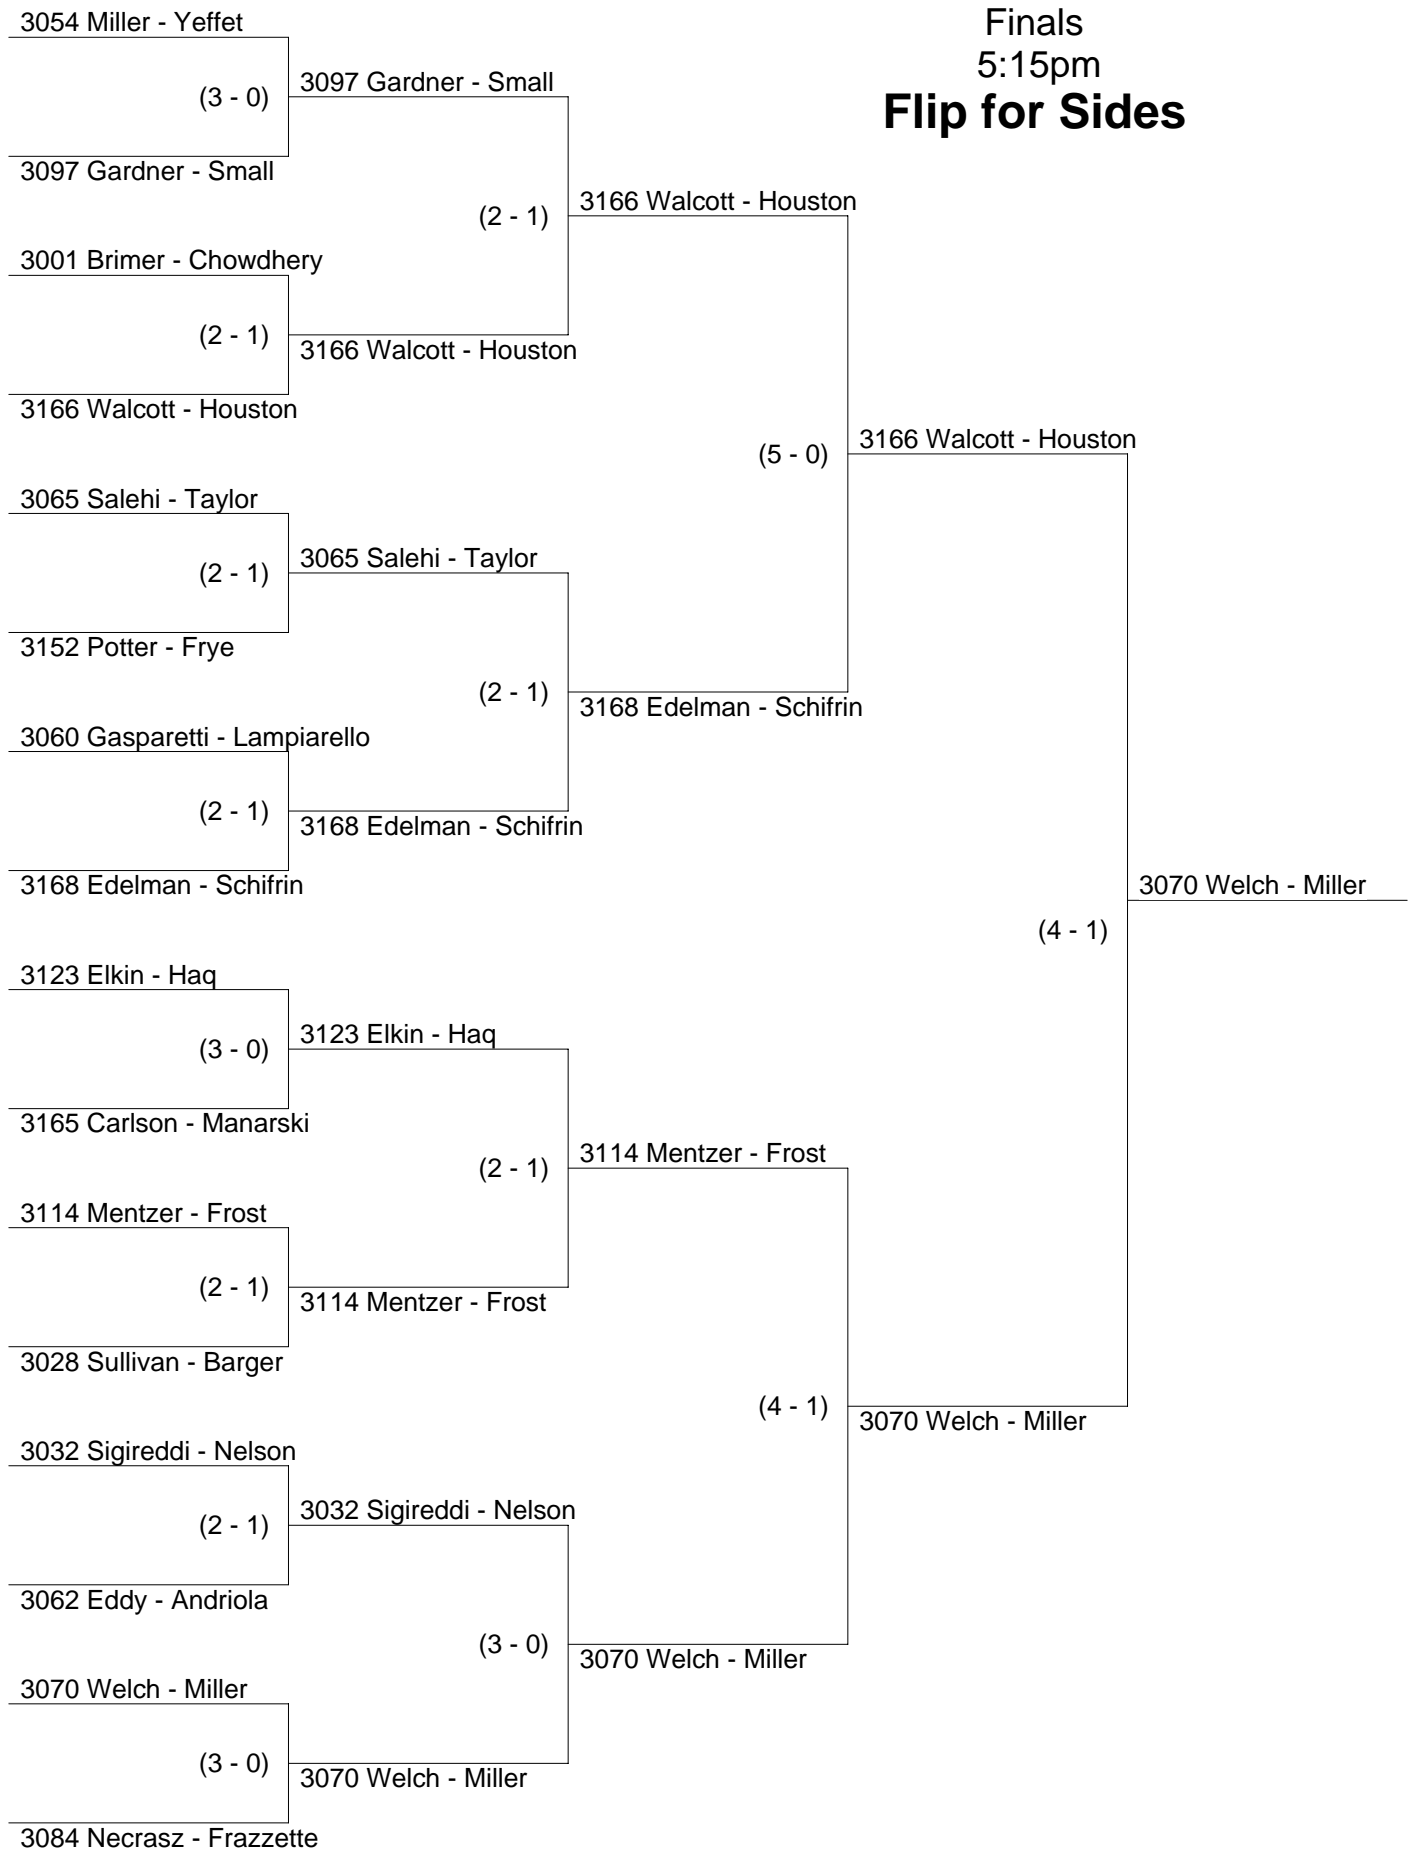 Finals
5:15pm
Flip for Sides
3054 Miller - Yeffet
(3 - 0)
3097 Gardner - Small
3097 Gardner - Small
(2 - 1)
3166 Walcott - Houston
3001 Brimer - Chowdhery
(2 - 1)
3166 Walcott - Houston
3166 Walcott - Houston
(5 - 0)
3166 Walcott - Houston
3065 Salehi - Taylor
(2 - 1)
3065 Salehi - Taylor
3152 Potter - Frye
(2 - 1)
3168 Edelman - Schifrin
3060 Gasparetti - Lampiarello
(2 - 1)
3168 Edelman - Schifrin
3168 Edelman - Schifrin
(4 - 1)
3070 Welch - Miller
3123 Elkin - Haq
(3 - 0)
3123 Elkin - Haq
3165 Carlson - Manarski
(2 - 1)
3114 Mentzer - Frost
3114 Mentzer - Frost
(2 - 1)
3114 Mentzer - Frost
3028 Sullivan - Barger
(4 - 1)
3070 Welch - Miller
3032 Sigireddi - Nelson
(2 - 1)
3032 Sigireddi - Nelson
3062 Eddy - Andriola
(3 - 0)
3070 Welch - Miller
3070 Welch - Miller
(3 - 0)
3070 Welch - Miller
3084 Necrasz - Frazzette